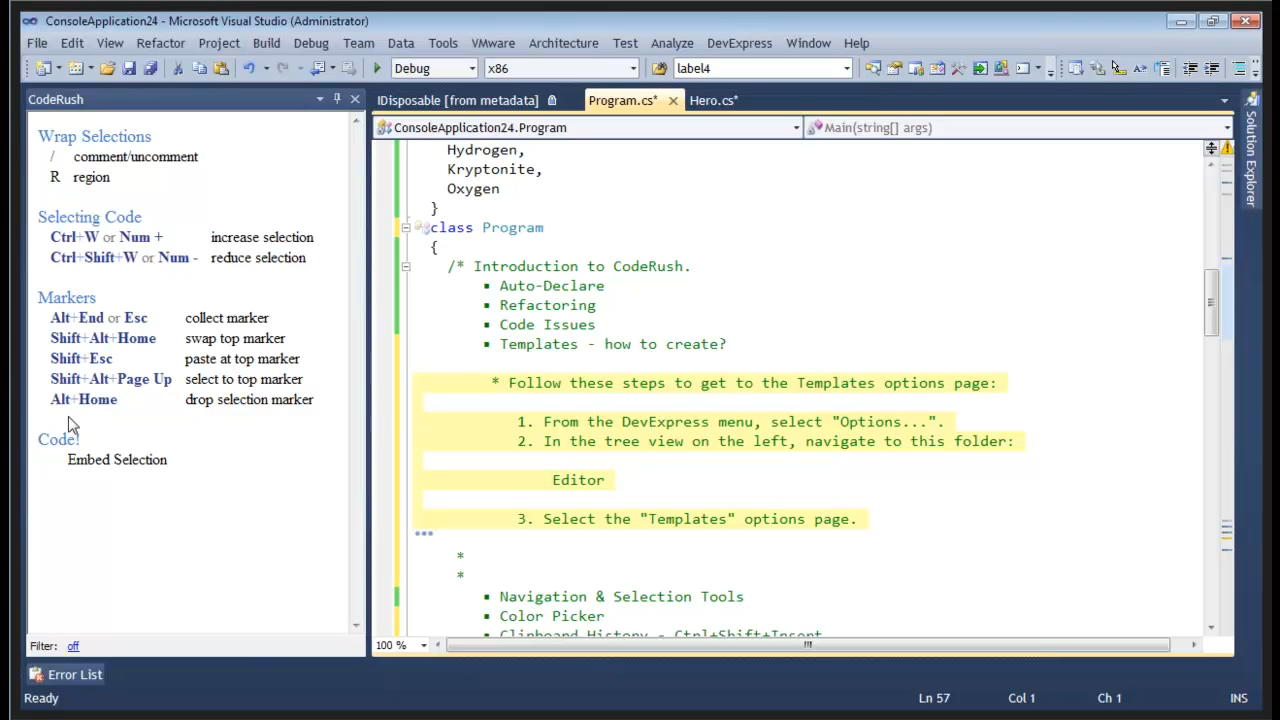 ConsoleApplication24 - Microsoft Visual Studio (Administrator)
File Edit View Refactor Project Build Debug Team Data Tools VMware Architecture Test Analyze DevExpress Window Help
Debug x86 label4
CodeRush
IDisposable [from metadata] Program.cs* Hero.cs*
ConsoleApplication24.Program Main(string[] args)
Wrap Selections
/ comment/uncomment
R region
Selecting Code
Ctrl+W or Num + increase selection
Ctrl+Shift+W or Num - reduce selection
Markers
Alt+End or Esc collect marker
Shift+Alt+Home swap top marker
Shift+Esc paste at top marker
Shift+Alt+Page Up select to top marker
Alt+Home drop selection marker
Code!
Embed Selection
Filter: off
Hydrogen,
Kryptonite,
Oxygen
}
class Program
{
/* Introduction to CodeRush.
▪ Auto-Declare
▪ Refactoring
▪ Code Issues
▪ Templates - how to create?
* Follow these steps to get to the Templates options page:
1. From the DevExpress menu, select "Options...".
2. In the tree view on the left, navigate to this folder:
Editor
3. Select the "Templates" options page.
*
*
▪ Navigation & Selection Tools
▪ Color Picker
▪ Clipboard History - Ctrl+Shift+Insert
100 %
Solution Explorer
Error List
Ready Ln 57 Col 1 Ch 1 INS